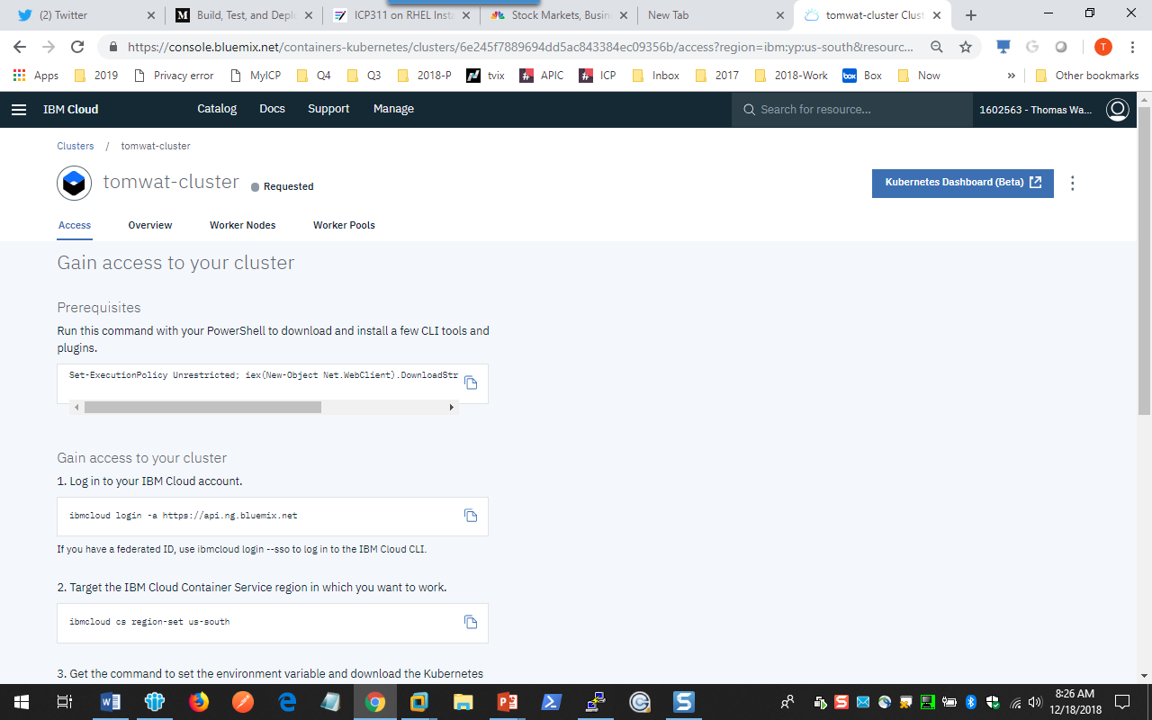 (2) Twitter
Build, Test, and Depl
ICP311 on RHEL Insta
Stock Markets, Busin
New Tab
tomwat-cluster Clust
https://console.bluemix.net/containers-kubernetes/clusters/6e245f7889694dd5ac843384ec09356b/access?region=ibm:yp:us-south&resourc...
Apps
2019
Privacy error
MyICP
Q4
Q3
2018-P
tvix
APIC
ICP
Inbox
2017
2018-Work
Box
Now
»
Other bookmarks
IBM Cloud
Catalog
Docs
Support
Manage
Search for resource...
1602563 - Thomas Wa...
Clusters / tomwat-cluster
tomwat-cluster
Requested
Kubernetes Dashboard (Beta)
Access
Overview
Worker Nodes
Worker Pools
Gain access to your cluster
Prerequisites
Run this command with your PowerShell to download and install a few CLI tools and
plugins.
Set-ExecutionPolicy Unrestricted; iex(New-Object Net.WebClient).DownloadStr
Gain access to your cluster
1. Log in to your IBM Cloud account.
ibmcloud login -a https://api.ng.bluemix.net
If you have a federated ID, use ibmcloud login --sso to log in to the IBM Cloud CLI.
2. Target the IBM Cloud Container Service region in which you want to work.
ibmcloud cs region-set us-south
3. Get the command to set the environment variable and download the Kubernetes
8:26 AM
12/18/2018